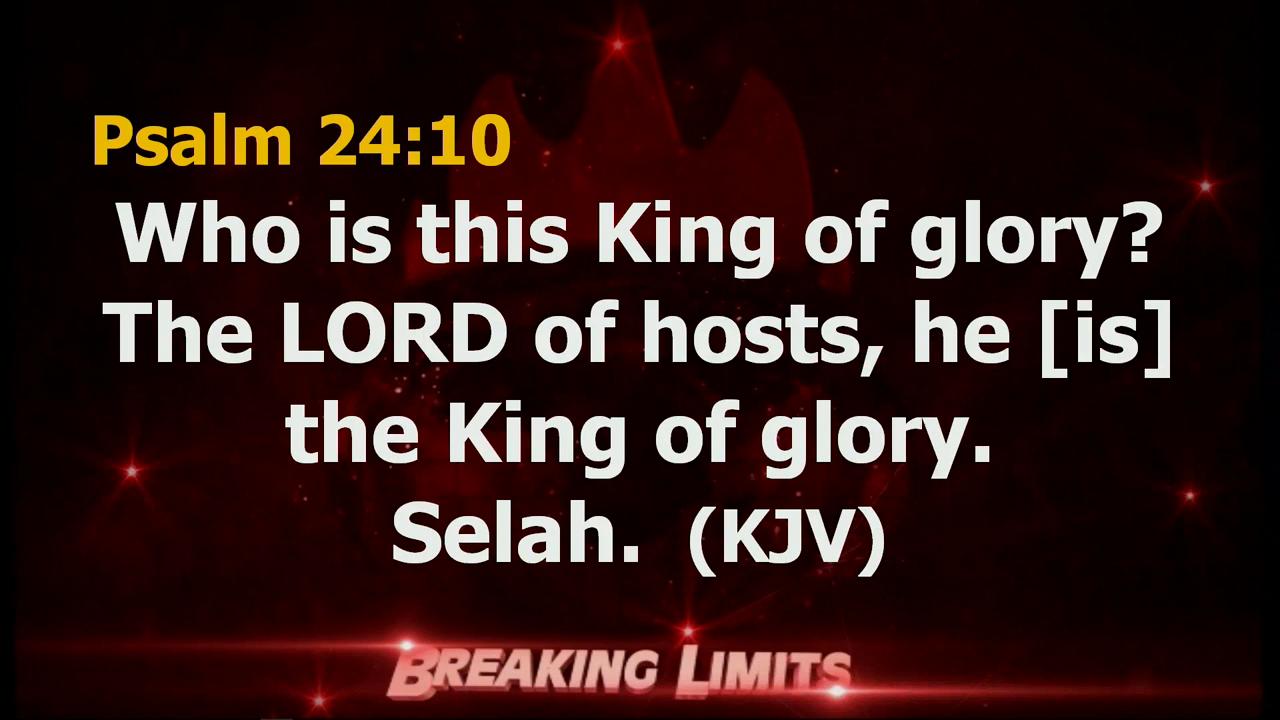 Psalm 24:10
Who is this King of glory?
The LORD of hosts, he [is]
the King of glory.
Selah. (KJV)
BREAKING LIMITS